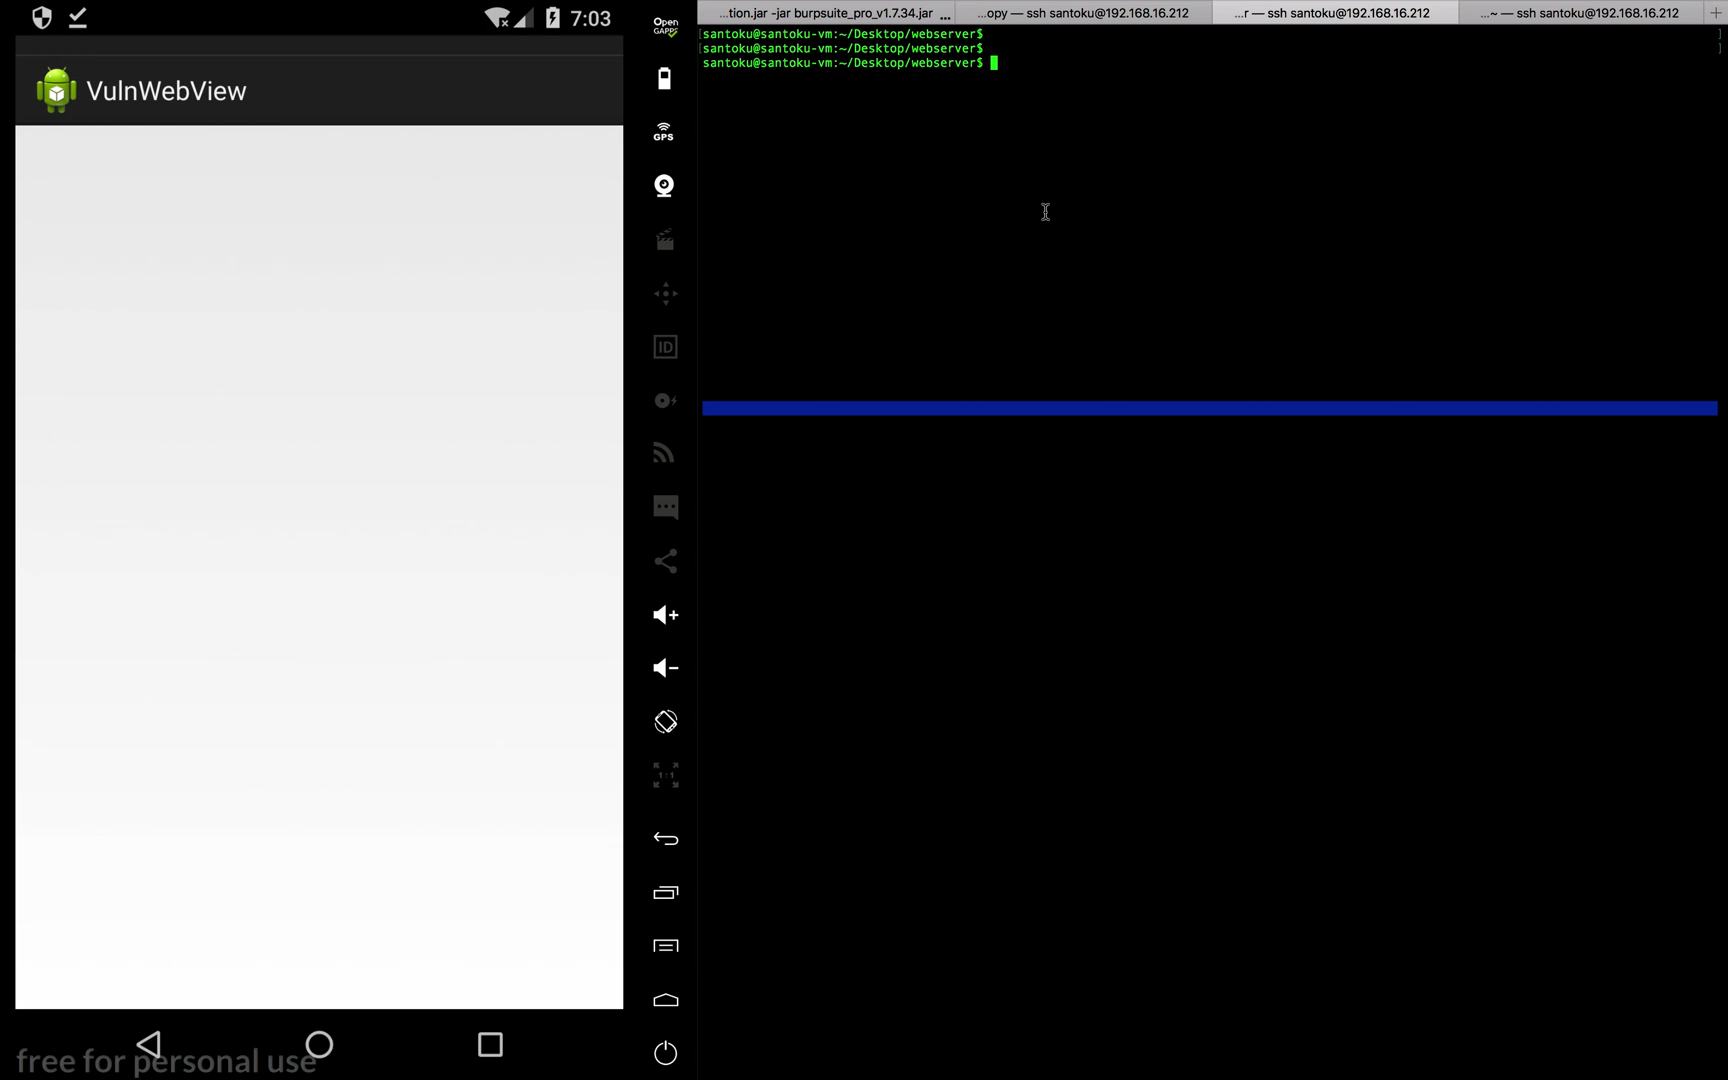 7:03
VulnWebView
free for personal use
Open
GAPPS
GPS
ID
1:1
...tion.jar -jar burpsuite_pro_v1.7.34.jar ...
...opy — ssh santoku@192.168.16.212
...r — ssh santoku@192.168.16.212
...~ — ssh santoku@192.168.16.212
+
[santoku@santoku-vm:~/Desktop/webserver$ ]
[santoku@santoku-vm:~/Desktop/webserver$ ]
santoku@santoku-vm:~/Desktop/webserver$